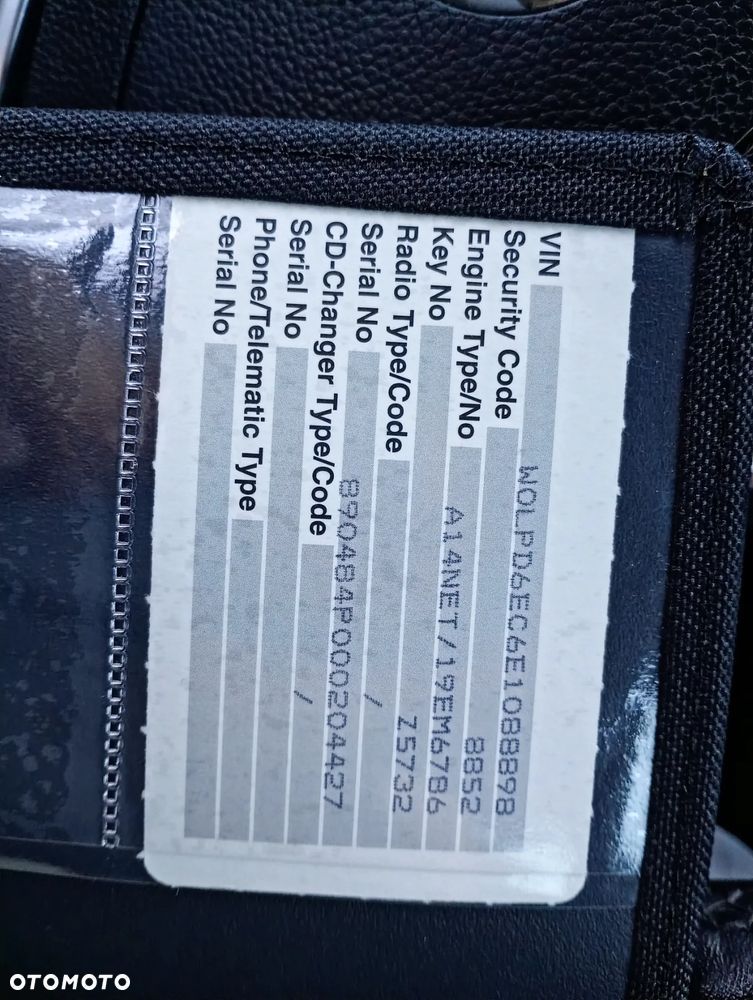 VIN W0LPD6EC6E1088898
Security Code 8852
Engine Type/No A14NET/19EM6786
Key No Z5732
Radio Type/Code /
Serial No 890484P000204427
CD-Changer Type/Code /
Serial No
Phone/Telematic Type
Serial No
OTOMOTO